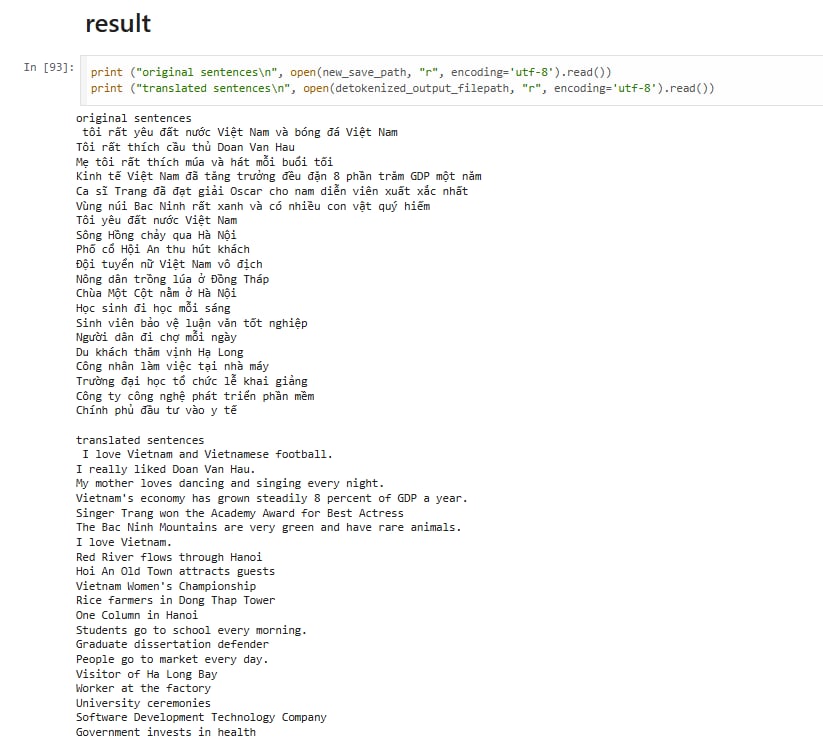 result
In [93]:
print ("original sentences\n", open(new_save_path, "r", encoding='utf-8').read())
print ("translated sentences\n", open(detokenized_output_filepath, "r", encoding='utf-8').read())
original sentences
tôi rất yêu đất nước Việt Nam và bóng đá Việt Nam
Tôi rất thích cầu thủ Doan Van Hau
Mẹ tôi rất thích múa và hát mỗi buổi tối
Kinh tế Việt Nam đã tăng trưởng đều đặn 8 phần trăm GDP một năm
Ca sĩ Trang đã đạt giải Oscar cho nam diễn viên xuất xắc nhất
Vùng núi Bac Ninh rất xanh và có nhiều con vật quý hiếm
Tôi yêu đất nước Việt Nam
Sông Hồng chảy qua Hà Nội
Phố cổ Hội An thu hút khách
Đội tuyển nữ Việt Nam vô địch
Nông dân trồng lúa ở Đồng Tháp
Chùa Một Cột nằm ở Hà Nội
Học sinh đi học mỗi sáng
Sinh viên bảo vệ luận văn tốt nghiệp
Người dân đi chợ mỗi ngày
Du khách thăm vịnh Hạ Long
Công nhân làm việc tại nhà máy
Trường đại học tổ chức lễ khai giảng
Công ty công nghệ phát triển phần mềm
Chính phủ đầu tư vào y tế
translated sentences
I love Vietnam and Vietnamese football.
I really liked Doan Van Hau.
My mother loves dancing and singing every night.
Vietnam's economy has grown steadily 8 percent of GDP a year.
Singer Trang won the Academy Award for Best Actress
The Bac Ninh Mountains are very green and have rare animals.
I love Vietnam.
Red River flows through Hanoi
Hoi An Old Town attracts guests
Vietnam Women's Championship
Rice farmers in Dong Thap Tower
One Column in Hanoi
Students go to school every morning.
Graduate dissertation defender
People go to market every day.
Visitor of Ha Long Bay
Worker at the factory
University ceremonies
Software Development Technology Company
Government invests in health